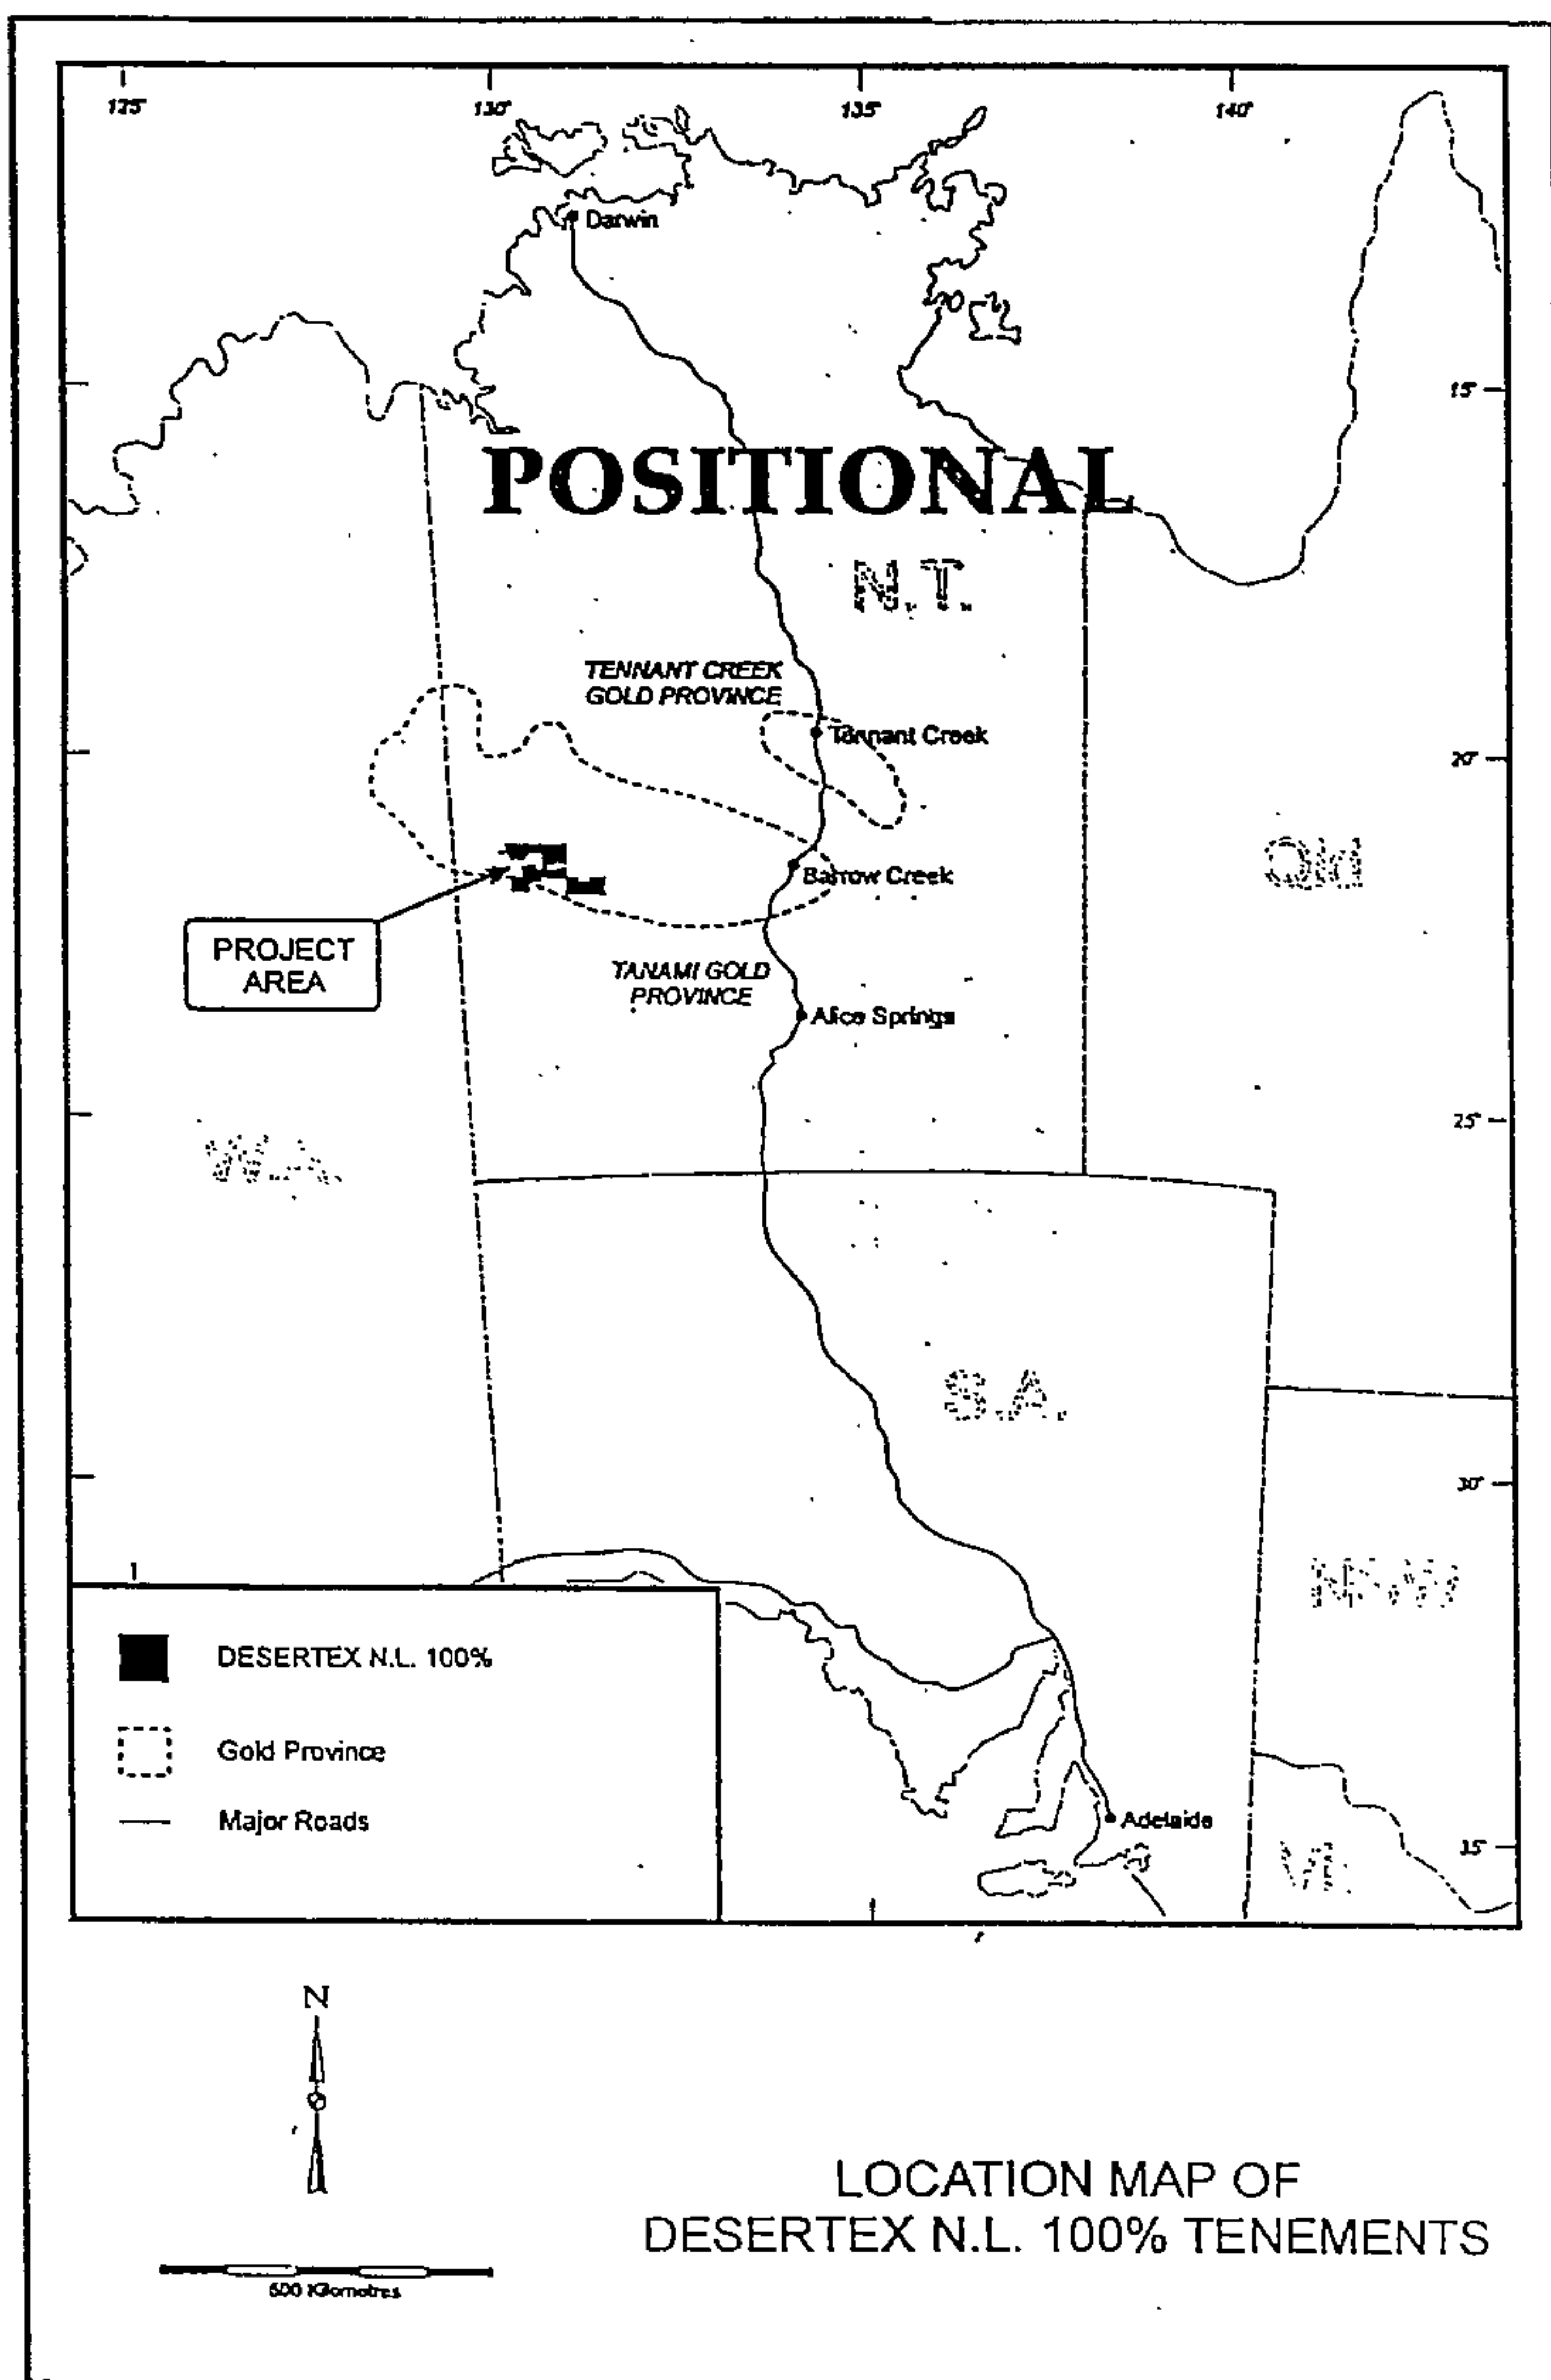 125°
130°
135°
140°
Darwin
15°
POSITIONAL
N.T.
TENNANT CREEK
GOLD PROVINCE
Tennant Creek
20°
Qld
Barrow Creek
PROJECT
AREA
TANAMI GOLD
PROVINCE
Alice Springs
25°
W.A.
S.A.
30°
NSW
DESERTEX N.L. 100%
Gold Province
Major Roads
Adelaide
35°
N
LOCATION MAP OF
DESERTEX N.L. 100% TENEMENTS
500 Kilometres